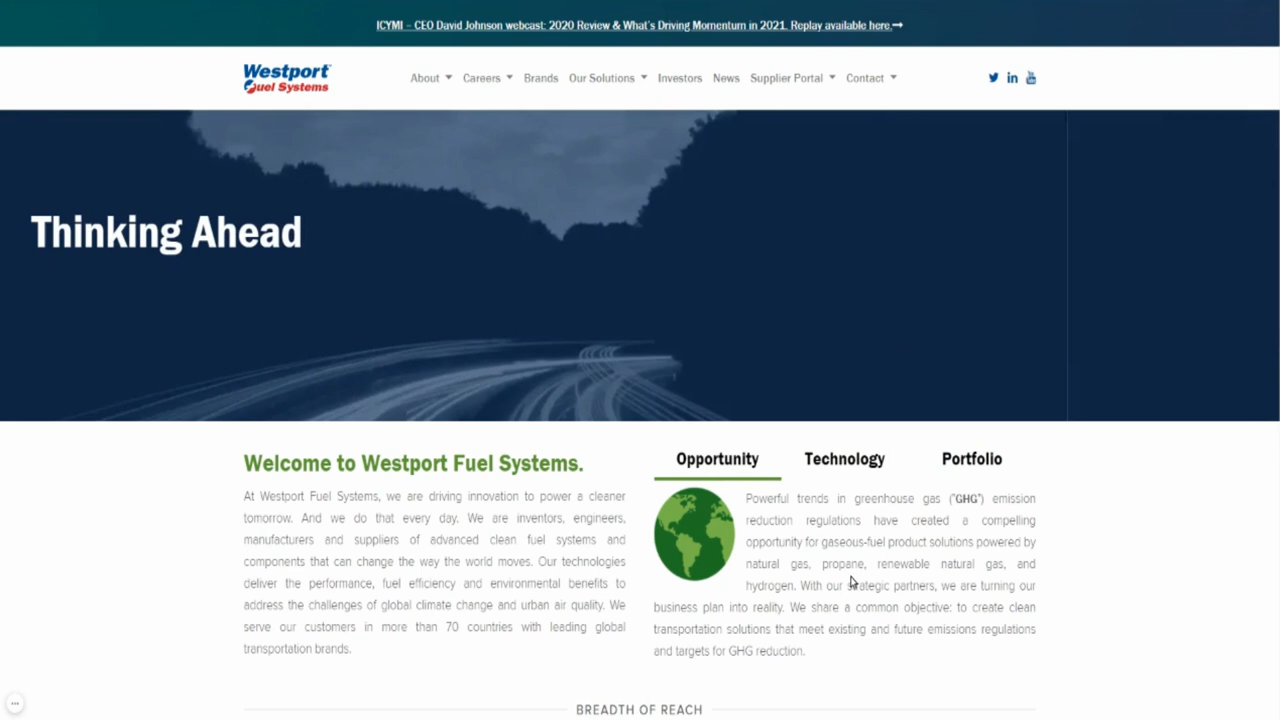 ICYMI – CEO David Johnson webcast: 2020 Review & What's Driving Momentum in 2021. Replay available here.→
Westport
Fuel Systems
About Careers Brands Our Solutions Investors News Supplier Portal Contact
Thinking Ahead
Welcome to Westport Fuel Systems.
At Westport Fuel Systems, we are driving innovation to power a cleaner
tomorrow. And we do that every day. We are inventors, engineers,
manufacturers and suppliers of advanced clean fuel systems and
components that can change the way the world moves. Our technologies
deliver the performance, fuel efficiency and environmental benefits to
address the challenges of global climate change and urban air quality. We
serve our customers in more than 70 countries with leading global
transportation brands.
Opportunity Technology Portfolio
Powerful trends in greenhouse gas ("GHG") emission
reduction regulations have created a compelling
opportunity for gaseous-fuel product solutions powered by
natural gas, propane, renewable natural gas, and
hydrogen. With our strategic partners, we are turning our
business plan into reality. We share a common objective: to create clean
transportation solutions that meet existing and future emissions regulations
and targets for GHG reduction.
BREADTH OF REACH